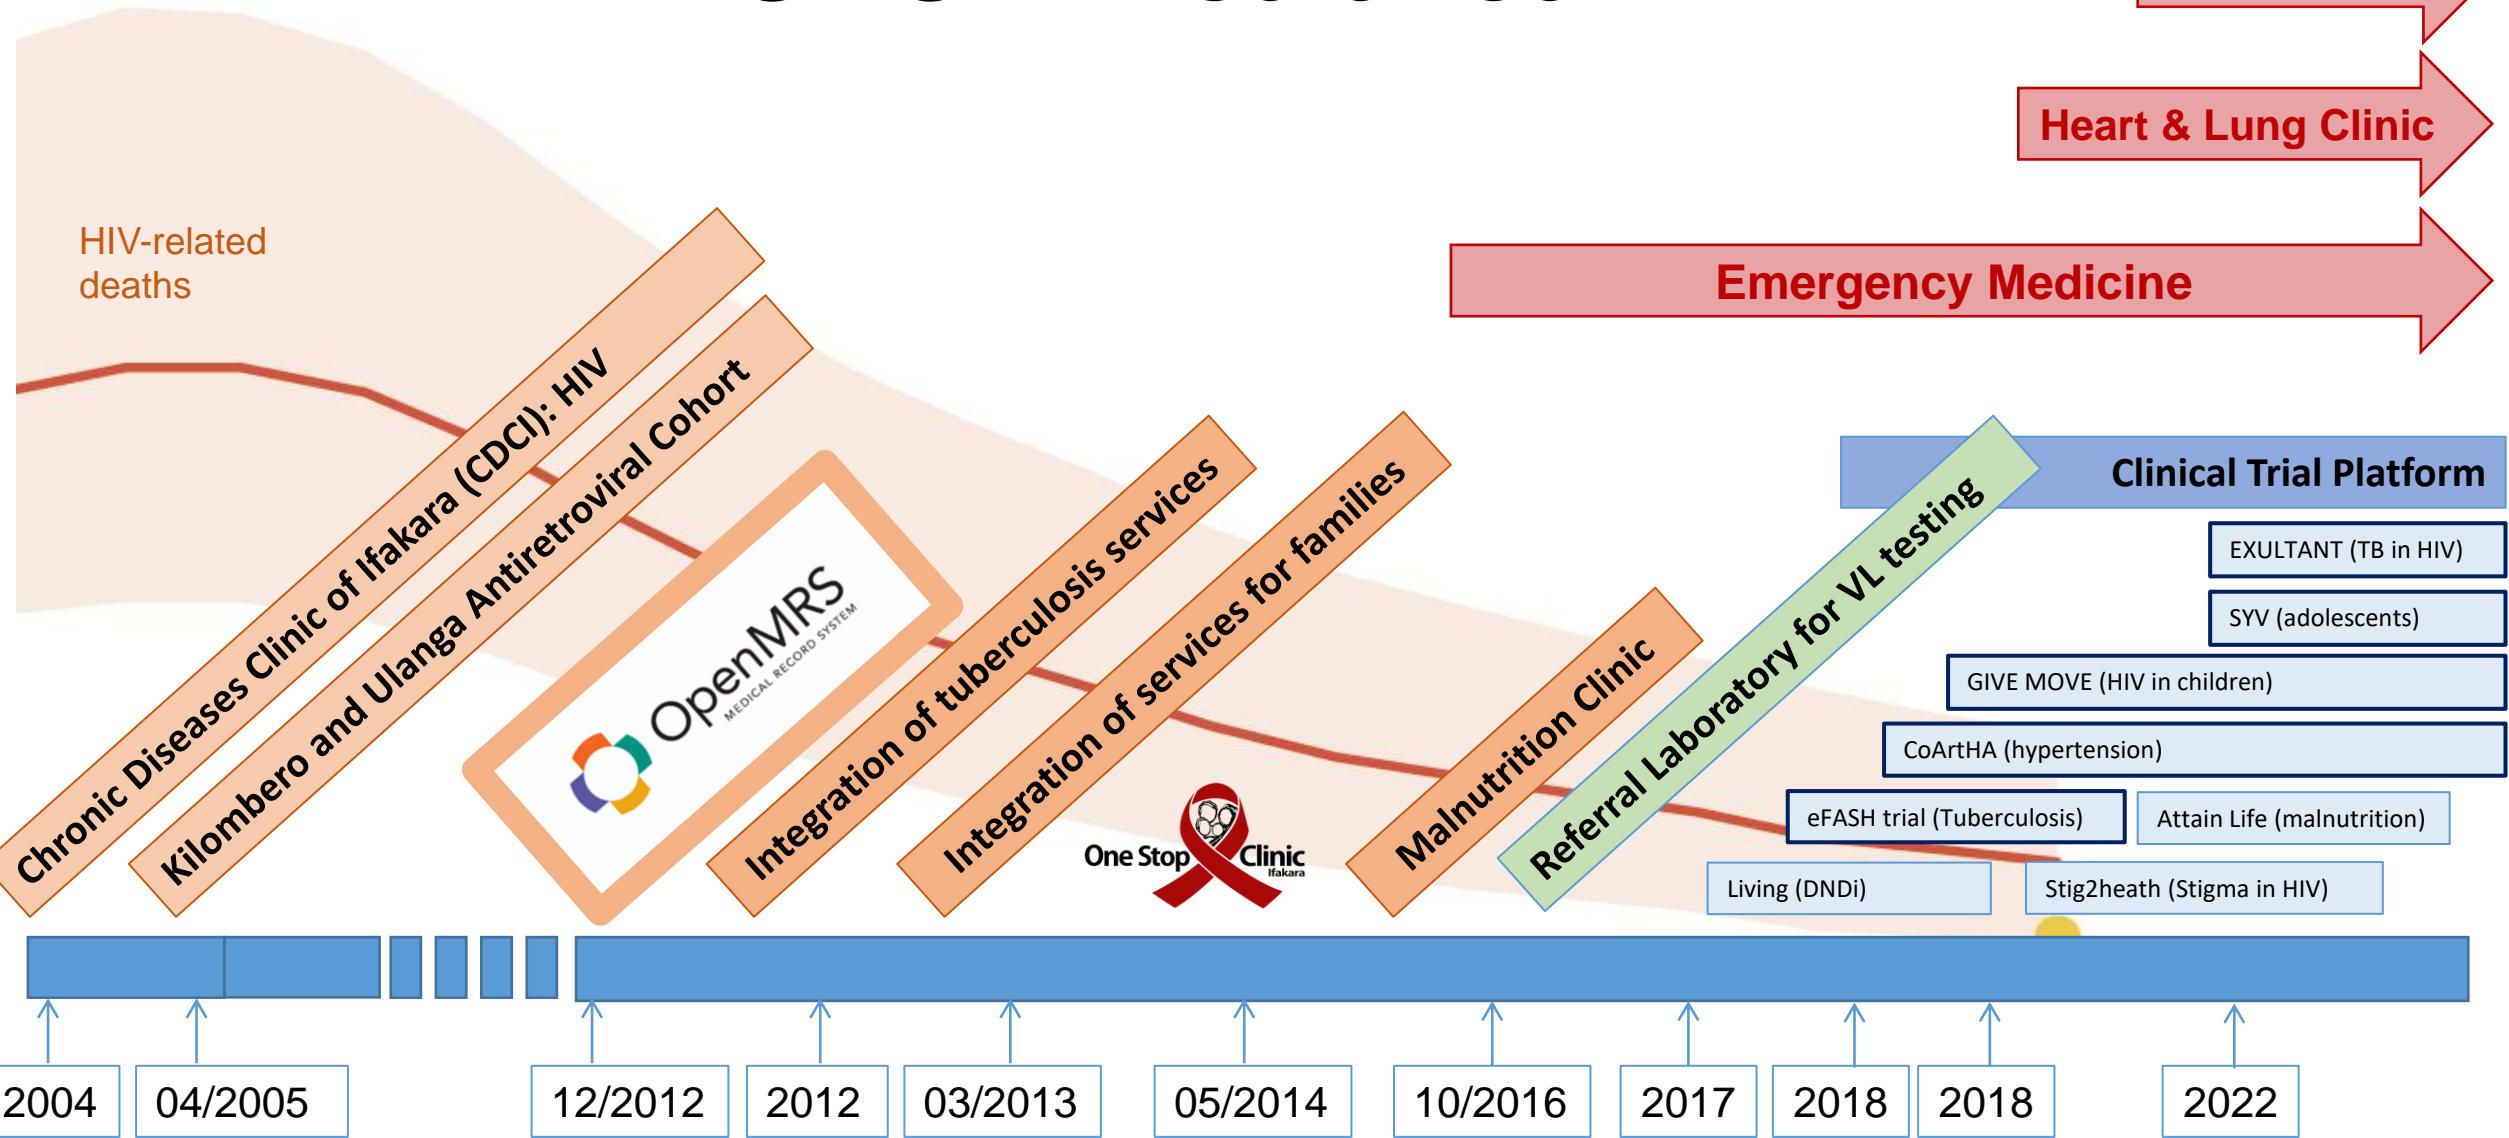 Heart & Lung Clinic
HIV-related
deaths
Emergency Medicine
Chronic Diseases Clinic of Ifakara (CDCI): HIV
Kilombero and Ulanga Antiretroviral Cohort
OpenMRS
MEDICAL RECORD SYSTEM
Integration of tuberculosis services
Integration of services for families
One Stop Clinic
Ifakara
Malnutrition Clinic
Referral Laboratory for VL testing
Clinical Trial Platform
EXULTANT (TB in HIV)
SYV (adolescents)
GIVE MOVE (HIV in children)
CoArtHA (hypertension)
eFASH trial (Tuberculosis)
Attain Life (malnutrition)
Living (DNDi)
Stig2heath (Stigma in HIV)
2004
04/2005
12/2012
2012
03/2013
05/2014
10/2016
2017
2018
2018
2022